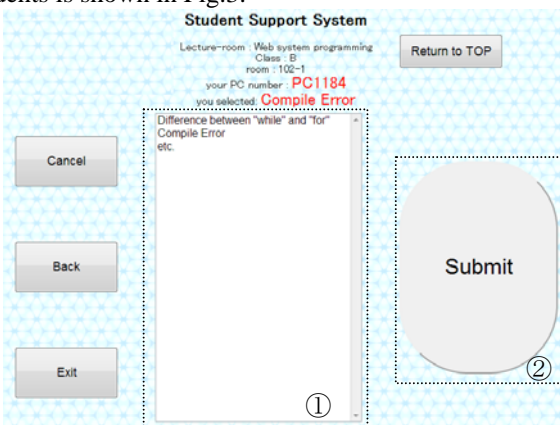 dents is shown in Fig.3.
Student Support System
Lecture-room : Web system programming
Class : B
room : 102-1
your PC number : PC1184
you selected: Compile Error
Return to TOP
Difference between "while" and "for"
Compile Error
etc.
Cancel
Back
Exit
Submit
①
②